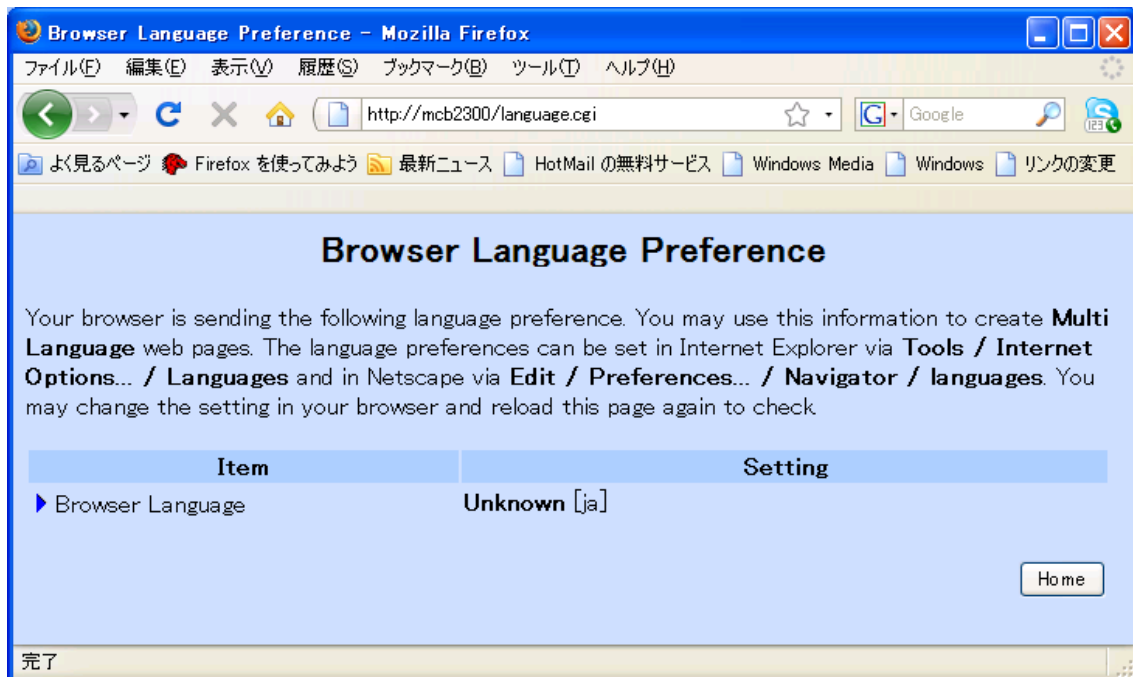 Browser Language Preference - Mozilla Firefox
ファイル(F) 編集(E) 表示(V) 履歴(S) ブックマーク(B) ツール(T) ヘルプ(H)
http://mcb2300/language.cgi G Google 123
よく見るページ Firefox を使ってみよう 最新ニュース HotMail の無料サービス Windows Media Windows リンクの変更
Browser Language Preference
Your browser is sending the following language preference. You may use this information to create Multi
Language web pages. The language preferences can be set in Internet Explorer via Tools / Internet
Options... / Languages and in Netscape via Edit / Preferences... / Navigator / languages. You
may change the setting in your browser and reload this page again to check.
Item Setting
Browser Language Unknown [ja]
Home
完了